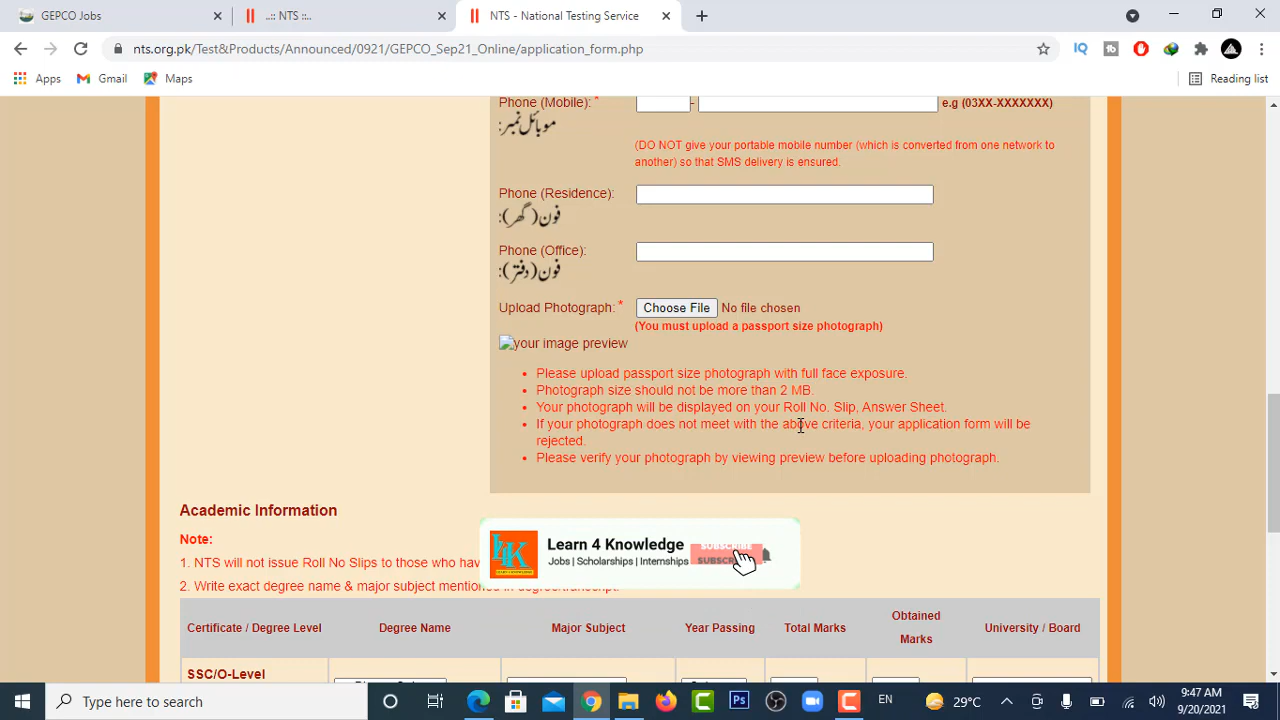 GEPCO Jobs
..:: NTS ::..
NTS - National Testing Service
nts.org.pk/Test&Products/Announced/0921/GEPCO_Sep21_Online/application_form.php
Apps Gmail Maps Reading list
Phone (Mobile): * - e.g (03XX-XXXXXXX)
موبائل نمبر:
(DO NOT give your portable mobile number (which is converted from one network to
another) so that SMS delivery is ensured.
Phone (Residence):
فون (گھر):
Phone (Office):
فون (دفتر):
Upload Photograph: * Choose File No file chosen
(You must upload a passport size photograph)
your image preview
• Please upload passport size photograph with full face exposure.
• Photograph size should not be more than 2 MB.
• Your photograph will be displayed on your Roll No. Slip, Answer Sheet.
• If your photograph does not meet with the above criteria, your application form will be
rejected.
• Please verify your photograph by viewing preview before uploading photograph.
Academic Information
Note:
1. NTS will not issue Roll No Slips to those who hav
2. Write exact degree name & major subject mentioned in degree/transcript.
Learn 4 Knowledge
Jobs | Scholarships | Internships
Certificate / Degree Level Degree Name Major Subject Year Passing Total Marks Obtained Marks University / Board
SSC/O-Level
Type here to search
EN
29°C
9:47 AM
9/20/2021